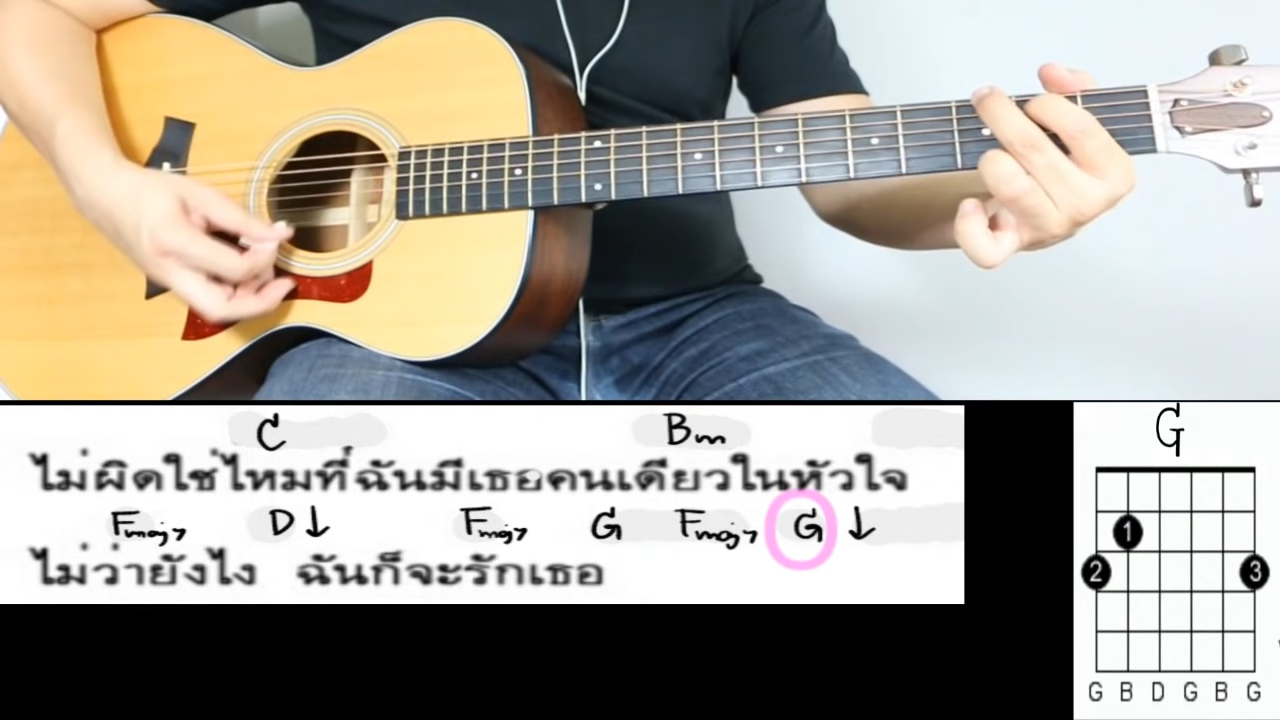 C Bm
ไม่ผิดใช่ไหมที่ฉันมีเธอคนเดียวในหัวใจ
Fmaj7 D↓ Fmaj7 G Fmaj7 G ↓
ไม่ว่ายังไง ฉันก็จะรักเธอ
G
1
2 3
G B D G B G